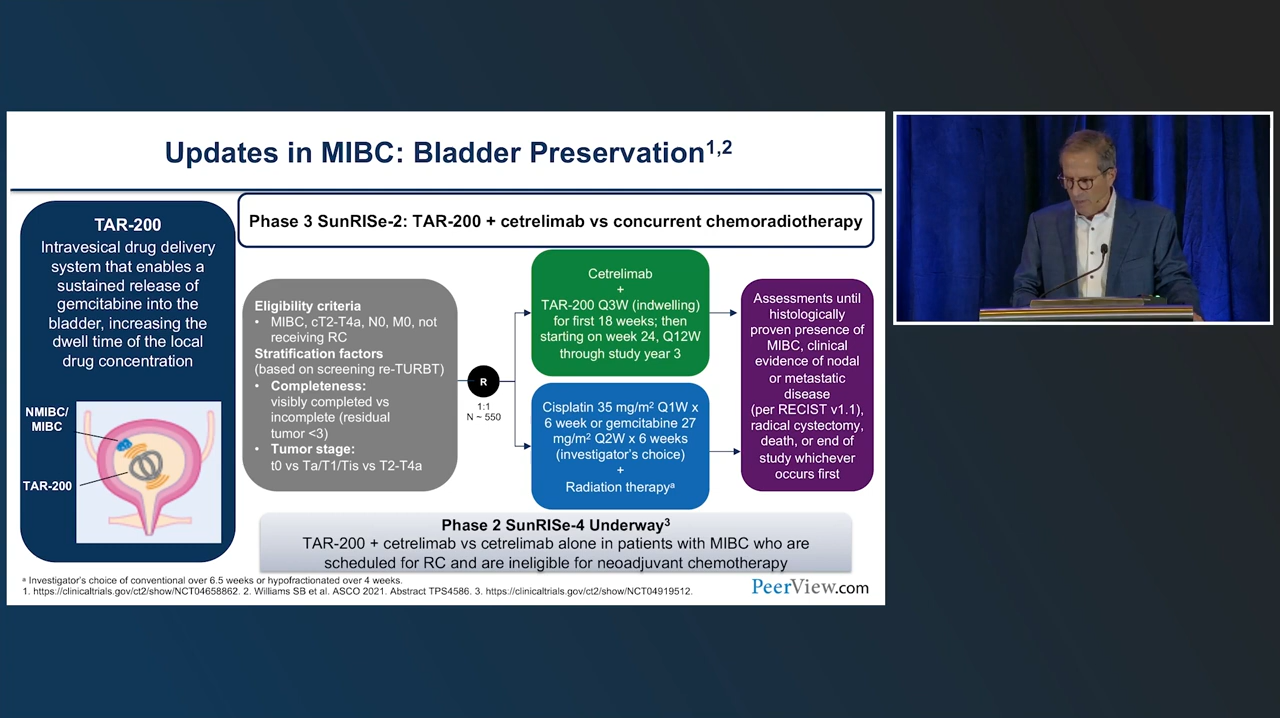 Updates in MIBC: Bladder Preservation1,2
TAR-200
Intravesical drug delivery
system that enables a
sustained release of
gemcitabine into the
bladder, increasing the
dwell time of the local
drug concentration
NMIBC/
MIBC
TAR-200
Phase 3 SunRISe-2: TAR-200 + cetrelimab vs concurrent chemoradiotherapy
Eligibility criteria
• MIBC, cT2-T4a, N0, M0, not
receiving RC
Stratification factors
(based on screening re-TURBT)
• Completeness:
visibly completed vs
incomplete (residual
tumor <3)
• Tumor stage:
t0 vs Ta/T1/Tis vs T2-T4a
R
1:1
N ~ 550
Cetrelimab
+
TAR-200 Q3W (indwelling)
for first 18 weeks; then
starting on week 24, Q12W
through study year 3
Cisplatin 35 mg/m2 Q1W x
6 week or gemcitabine 27
mg/m2 Q2W x 6 weeks
(investigator's choice)
+
Radiation therapya
Assessments until
histologically
proven presence of
MIBC, clinical
evidence of nodal
or metastatic
disease
(per RECIST v1.1),
radical cystectomy,
death, or end of
study whichever
occurs first
Phase 2 SunRISe-4 Underway3
TAR-200 + cetrelimab vs cetrelimab alone in patients with MIBC who are
scheduled for RC and are ineligible for neoadjuvant chemotherapy
a Investigator's choice of conventional over 6.5 weeks or hypofractionated over 4 weeks.
1. https://clinicaltrials.gov/ct2/show/NCT04658862. 2. Williams SB et al. ASCO 2021. Abstract TPS4586. 3. https://clinicaltrials.gov/ct2/show/NCT04919512.
PeerView.com